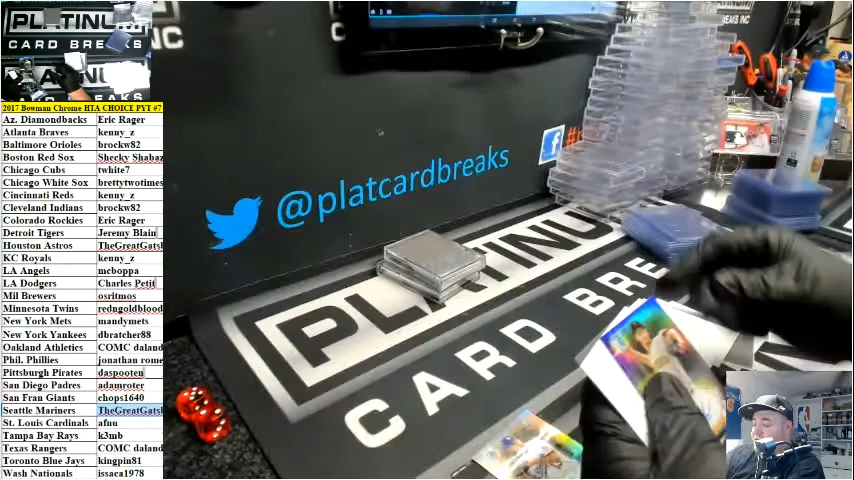 PLATINUM
CARD BREAKS
2017 Bowman Chrome HTA CHOICE PYT #7
Az. Diamondbacks Eric Rager
Atlanta Braves kenny_z
Baltimore Orioles brockw82
Boston Red Sox Shecky Shabaz
Chicago Cubs twhite7
Chicago White Sox brettytwotimes
Cincinnati Reds kenny_z
Cleveland Indians brockw82
Colorado Rockies Eric Rager
Detroit Tigers Jeremy Blain
Houston Astros TheGreatGats
KC Royals kenny_z
LA Angels mcboppa
LA Dodgers Charles Petit
Mil Brewers osritmos
Minnesota Twins redngoldblood
New York Mets mandymets
New York Yankees dbratcher88
Oakland Athletics COMC daland
Phil. Phillies jonathan rome
Pittsburgh Pirates daspooten
San Diego Padres adamroter
San Fran Giants chops1640
Seattle Mariners TheGreatGats
St. Louis Cardinals afnu
Tampa Bay Rays k3mb
Texas Rangers COMC daland
Toronto Blue Jays kingpin81
Wash Nationals issaca1978
@platcardbreaks
f
PLATINUM
CARD BRE